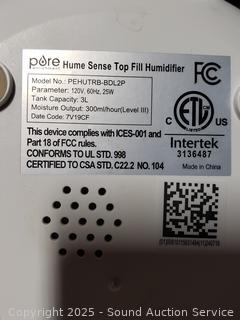 pure Hume Sense Top Fill Humidifier
Model No.: PEHUTRB-BDL2P
Parameter: 120V, 60Hz, 25W
Tank Capacity: 3L
Moisture Output: 300ml/hour(Level III)
Date Code: 7V19CF
FC
ETL
C US
LISTED
Intertek
3136487
This device complies with ICES-001 and
Part 18 of FCC rules.
CONFORMS TO UL STD. 998
CERTIFIED TO CSA STD. C22.2 NO. 104
Made in China
Copyright 2025 - Sound Auction Service